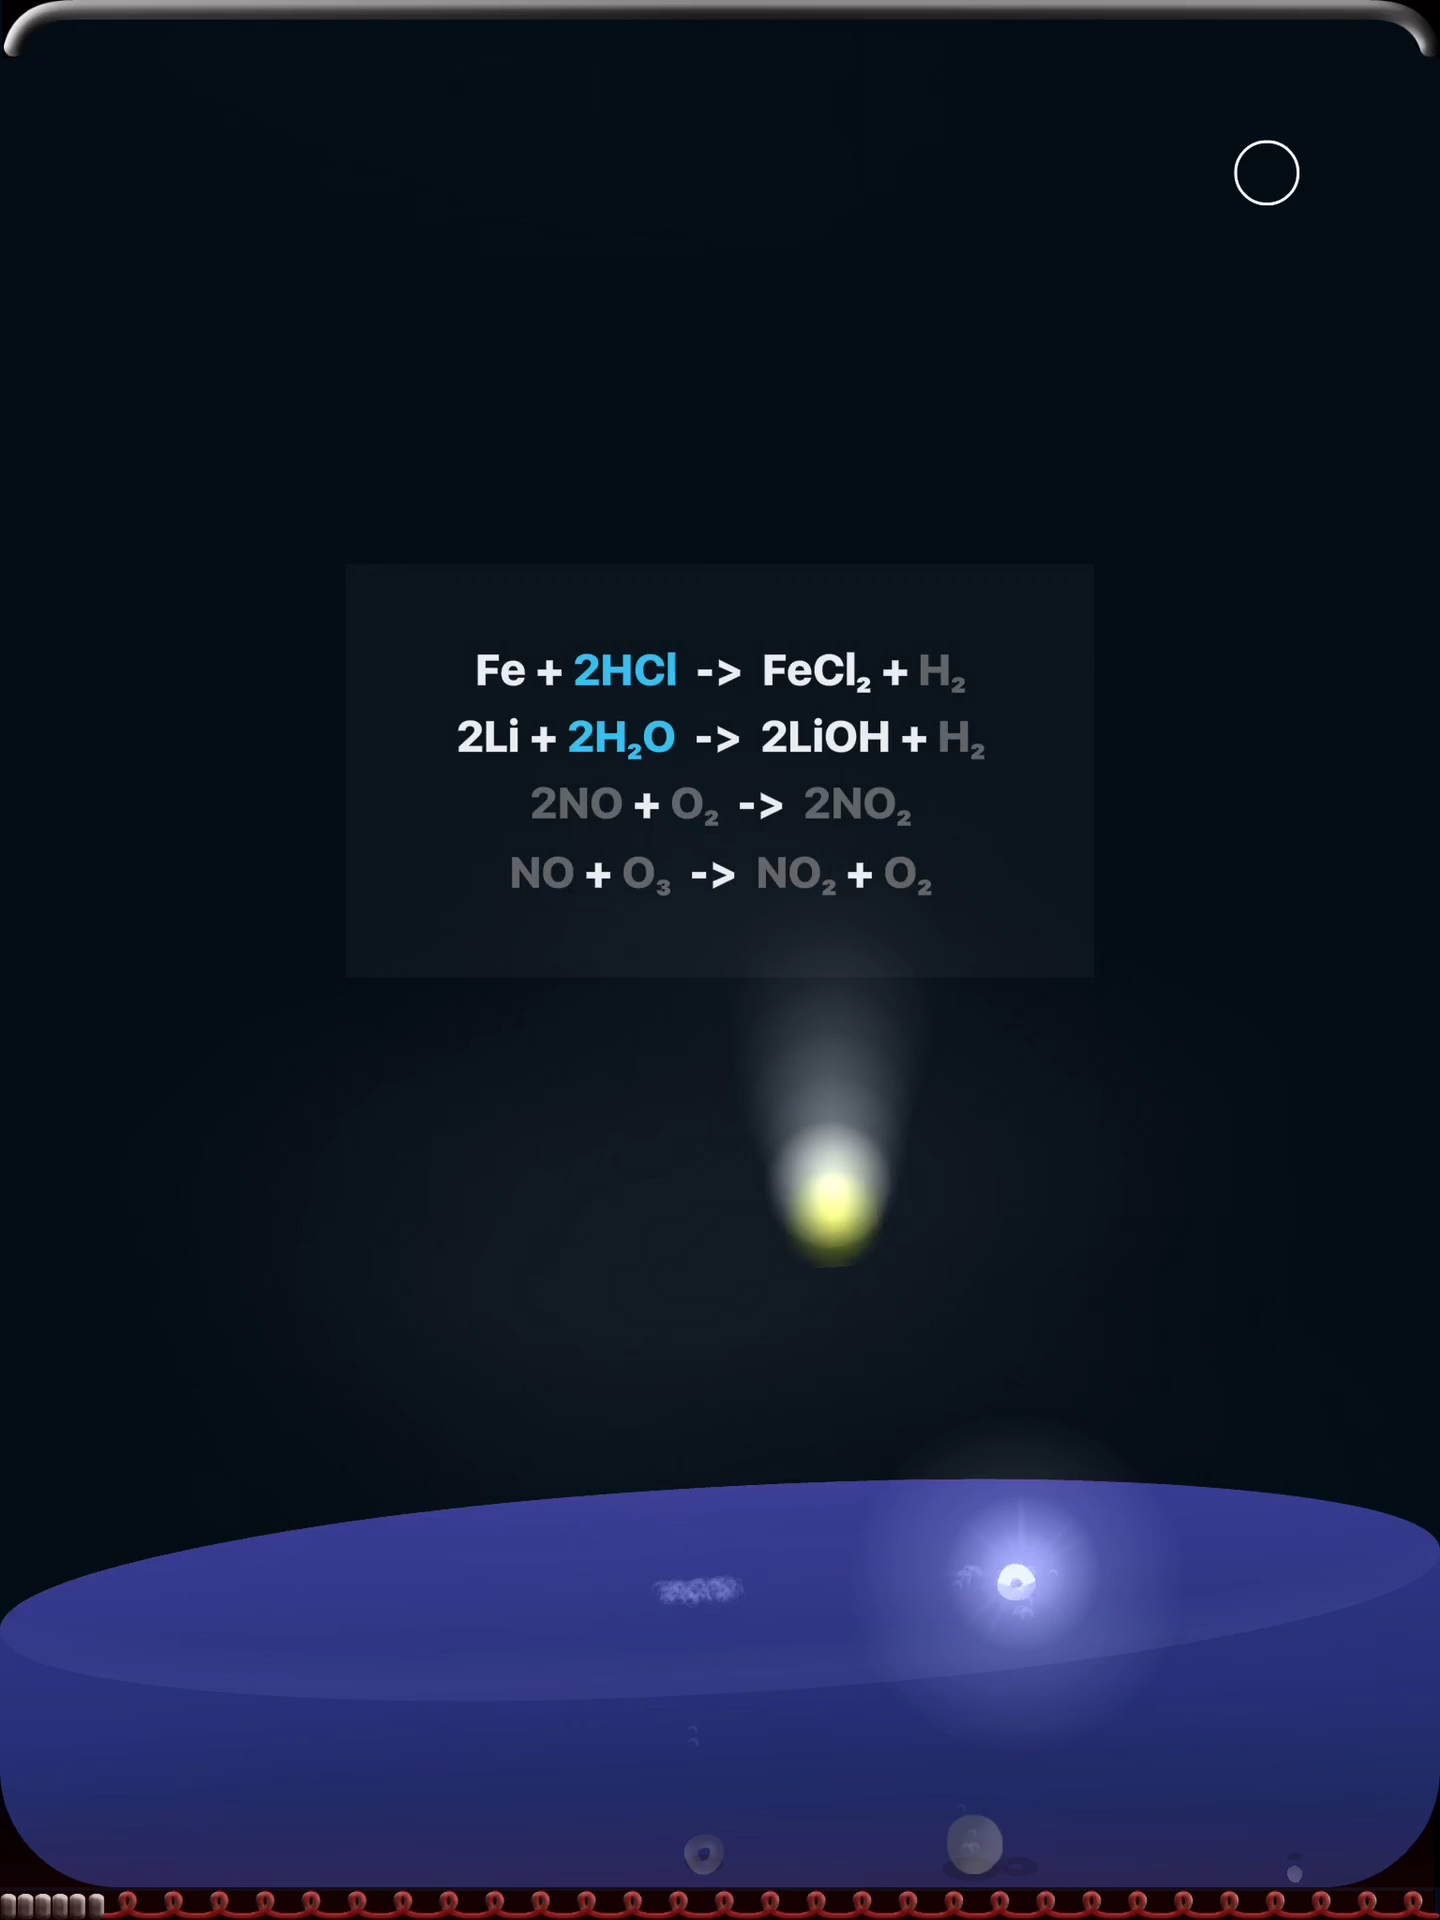 Fe + 2HCl -> FeCl₂ + H₂
2Li + 2H₂O -> 2LiOH + H₂
2NO + O₂ -> 2NO₂
NO + O₃ -> NO₂ + O₂